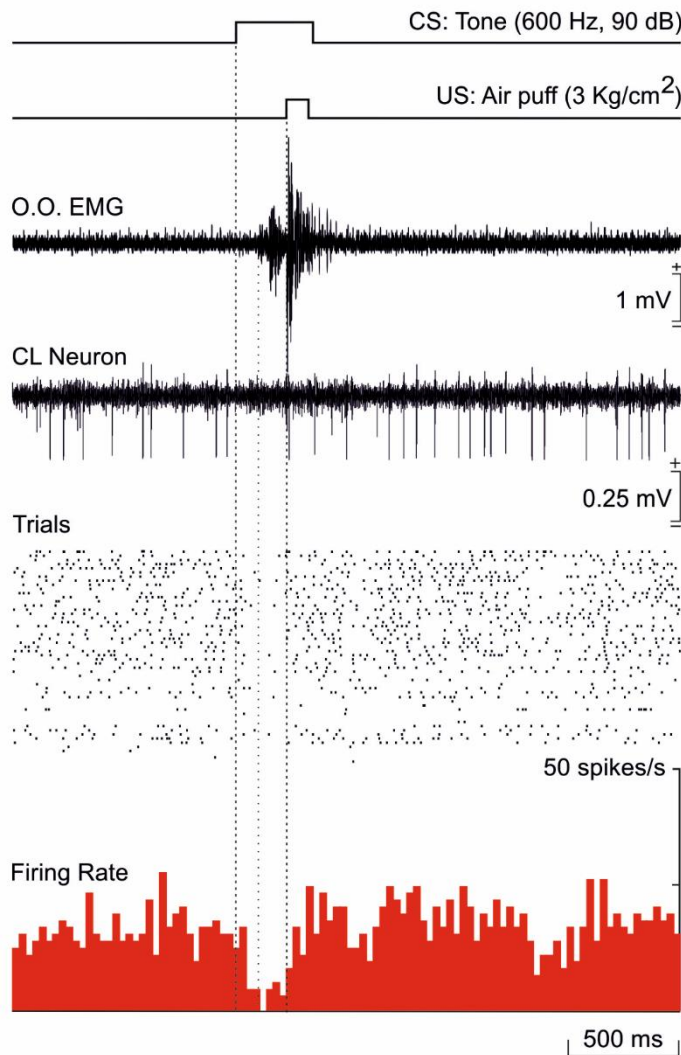 CS: Tone (600 Hz, 90 dB)
US: Air puff (3 Kg/cm²)
O.O. EMG
1 mV
CL Neuron
0.25 mV
Trials
50 spikes/s
Firing Rate
500 ms